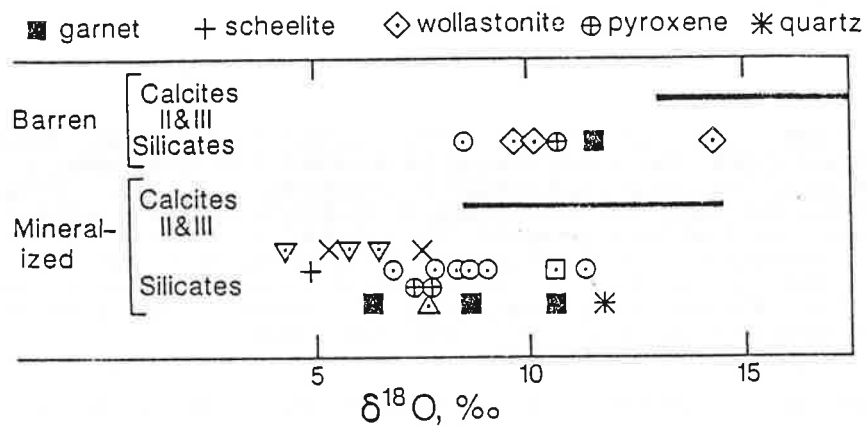 garnet scheelite wollastonite pyroxene quartz
Barren
Calcites
II&III
Silicates
Mineral-
ized
Calcites
II&III
Silicates
5 10 15
δ18O, ‰